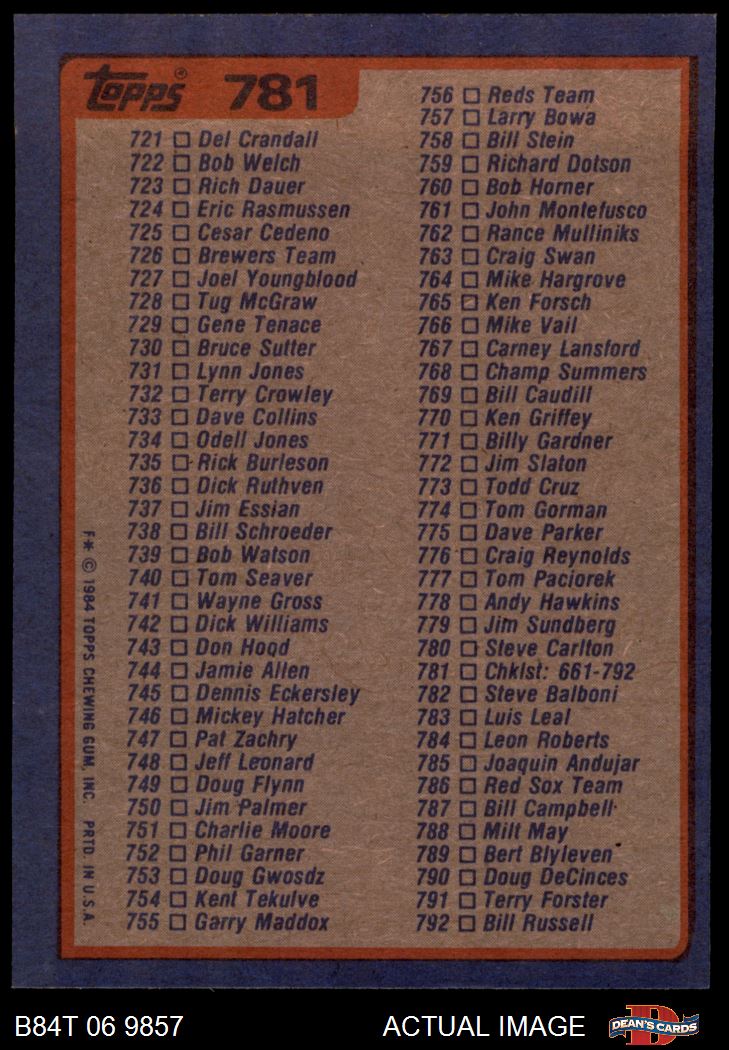 Topps® 781
721 Del Crandall
722 Bob Welch
723 Rich Dauer
724 Eric Rasmussen
725 Cesar Cedeno
726 Brewers Team
727 Joel Youngblood
728 Tug McGraw
729 Gene Tenace
730 Bruce Sutter
731 Lynn Jones
732 Terry Crowley
733 Dave Collins
734 Odell Jones
735 Rick Burleson
736 Dick Ruthven
737 Jim Essian
738 Bill Schroeder
739 Bob Watson
740 Tom Seaver
741 Wayne Gross
742 Dick Williams
743 Don Hood
744 Jamie Allen
745 Dennis Eckersley
746 Mickey Hatcher
747 Pat Zachry
748 Jeff Leonard
749 Doug Flynn
750 Jim Palmer
751 Charlie Moore
752 Phil Garner
753 Doug Gwosdz
754 Kent Tekulve
755 Garry Maddox
756 Reds Team
757 Larry Bowa
758 Bill Stein
759 Richard Dotson
760 Bob Horner
761 John Montefusco
762 Rance Mulliniks
763 Craig Swan
764 Mike Hargrove
765 Ken Forsch
766 Mike Vail
767 Carney Lansford
768 Champ Summers
769 Bill Caudill
770 Ken Griffey
771 Billy Gardner
772 Jim Slaton
773 Todd Cruz
774 Tom Gorman
775 Dave Parker
776 Craig Reynolds
777 Tom Paciorek
778 Andy Hawkins
779 Jim Sundberg
780 Steve Carlton
781 Chklst: 661-792
782 Steve Balboni
783 Luis Leal
784 Leon Roberts
785 Joaquin Andujar
786 Red Sox Team
787 Bill Campbell
788 Milt May
789 Bert Blyleven
790 Doug DeCinces
791 Terry Forster
792 Bill Russell
F* © 1984 TOPPS CHEWING GUM, INC. PRTD. IN U.S.A.
B84T 06 9857 ACTUAL IMAGE D DEAN'S CARDS